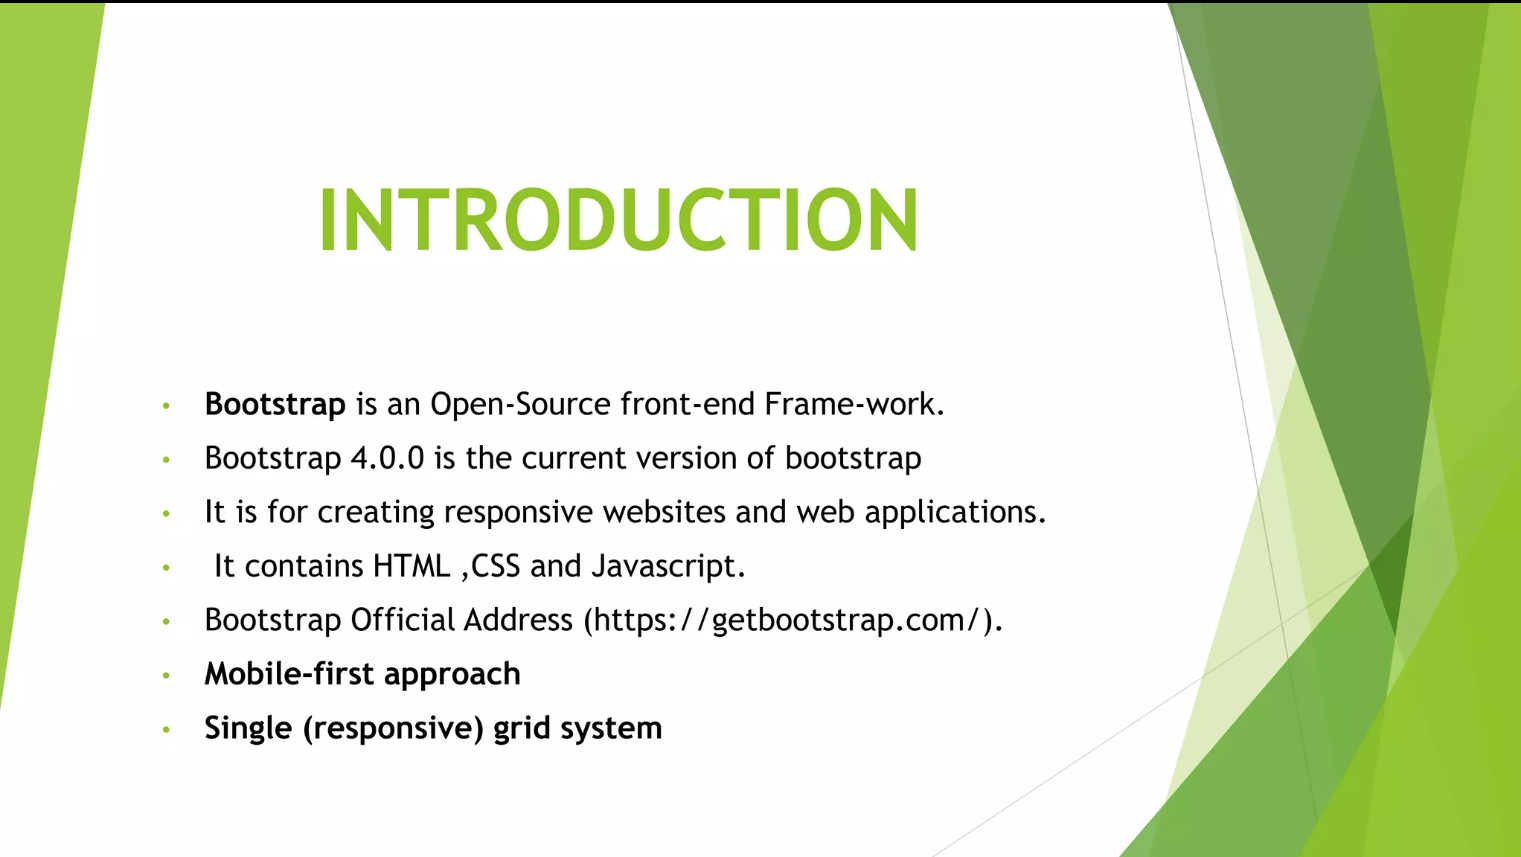 INTRODUCTION
• Bootstrap is an Open-Source front-end Frame-work.
• Bootstrap 4.0.0 is the current version of bootstrap
• It is for creating responsive websites and web applications.
• It contains HTML ,CSS and Javascript.
• Bootstrap Official Address (https://getbootstrap.com/).
• Mobile-first approach
• Single (responsive) grid system